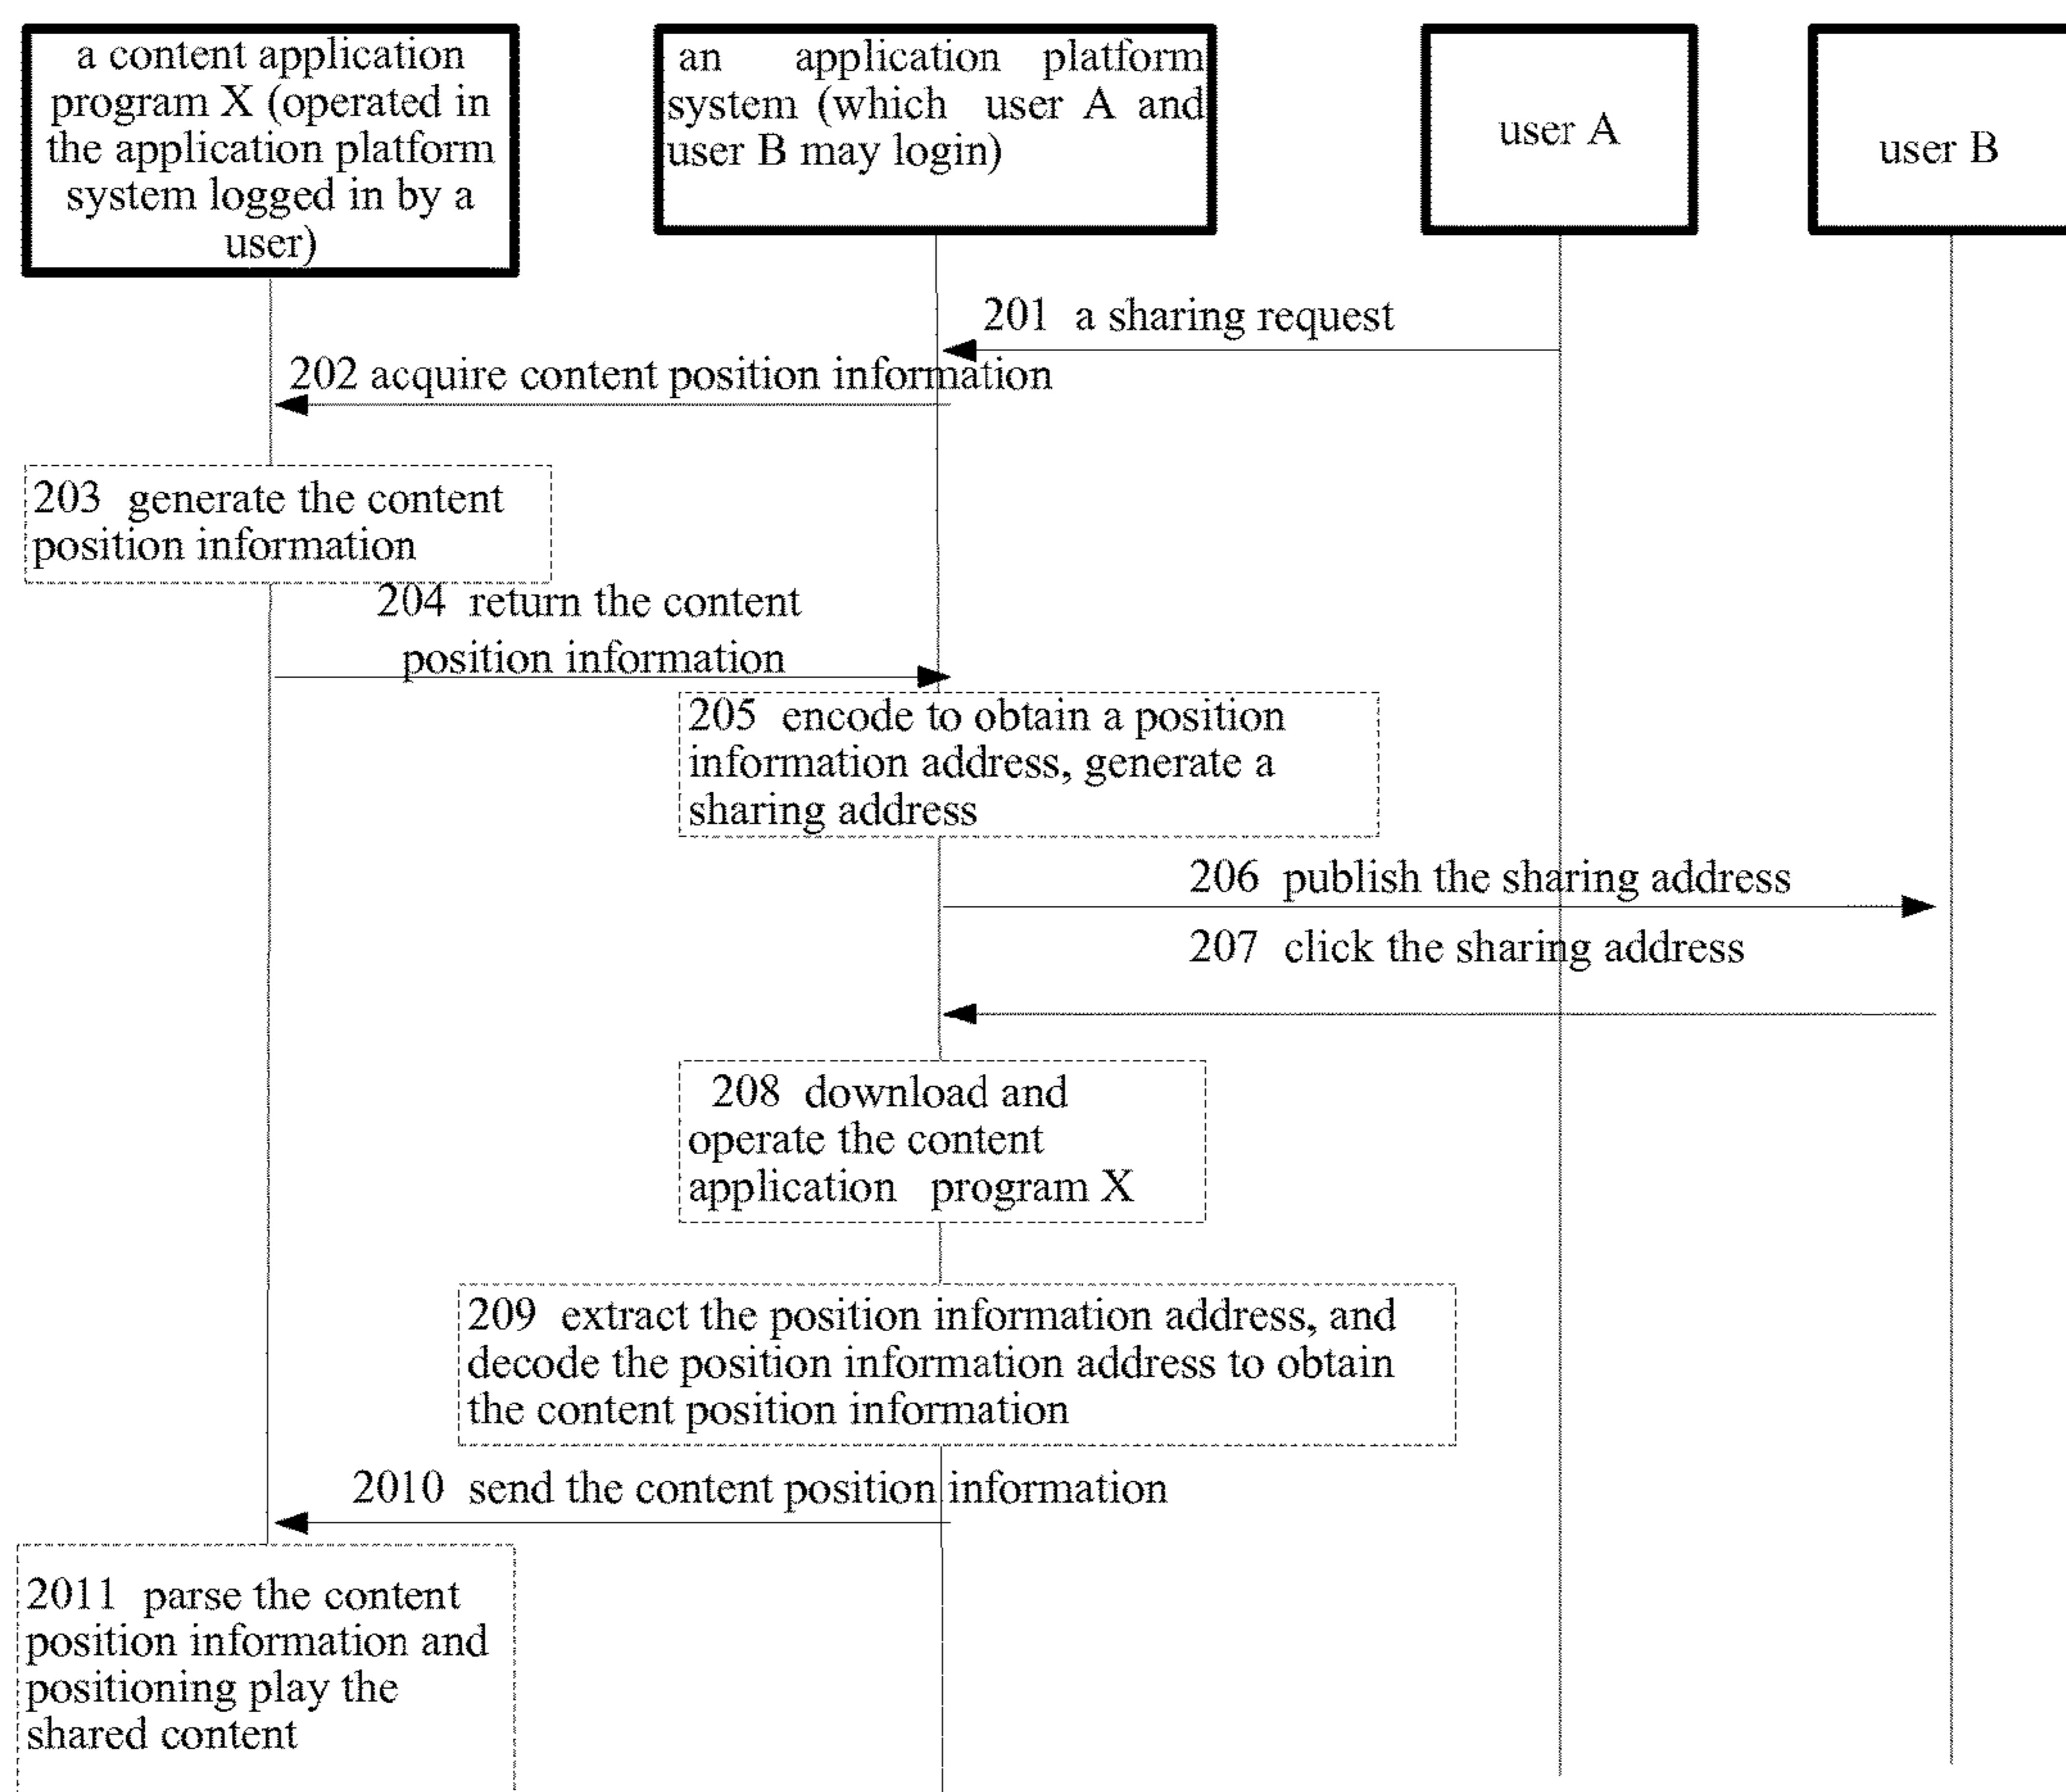 a content application
program X (operated in
the application platform
system logged in by a
user)
an application platform
system (which user A and
user B may login)
user A
user B
201 a sharing request
202 acquire content position information
203 generate the content
position information
204 return the content
position information
205 encode to obtain a position
information address, generate a
sharing address
206 publish the sharing address
207 click the sharing address
208 download and
operate the content
application program X
209 extract the position information address, and
decode the position information address to obtain
the content position information
2010 send the content position information
2011 parse the content
position information and
positioning play the
shared content